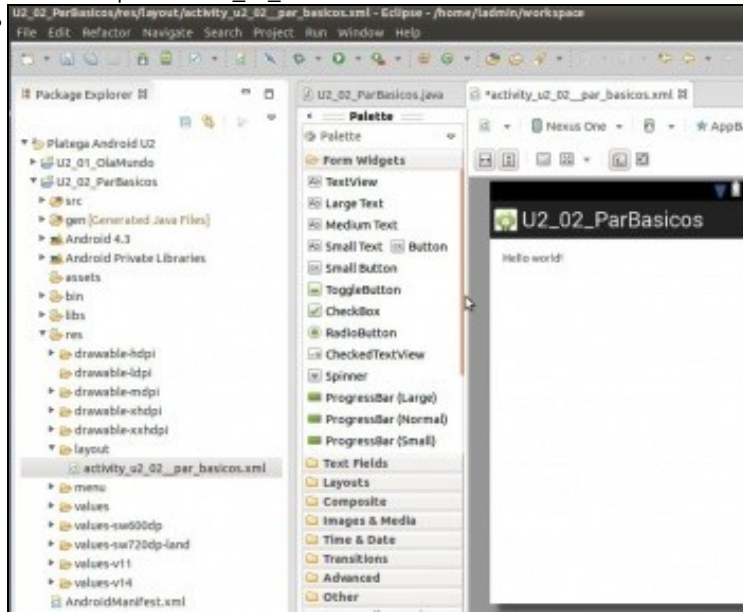 U2_02_ParBasicos/res/layout/activity_u2_02__par_basicos.xml - Eclipse - /home/ladmin/workspace
File Edit Refactor Navigate Search Project Run Window Help
Package Explorer
U2_02_ParBasicos.java
*activity_u2_02__par_basicos.xml
Palette
Palette
Nexus One
AppB
Platega Android U2
U2_01_OlaMundo
U2_02_ParBasicos
src
gen [Generated Java Files]
Android 4.3
Android Private Libraries
assets
bin
libs
res
drawable-hdpi
drawable-ldpi
drawable-mdpi
drawable-xhdpi
drawable-xxhdpi
layout
activity_u2_02__par_basicos.xml
menu
values
values-sw600dp
values-sw720dp-land
values-v11
values-v14
AndroidManifest.xml
Form Widgets
TextView
Large Text
Medium Text
Small Text Button
Small Button
ToggleButton
CheckBox
RadioButton
CheckedTextView
Spinner
ProgressBar (Large)
ProgressBar (Normal)
ProgressBar (Small)
Text Fields
Layouts
Composite
Images & Media
Time & Date
Transitions
Advanced
Other
U2_02_ParBasicos
Hello world!